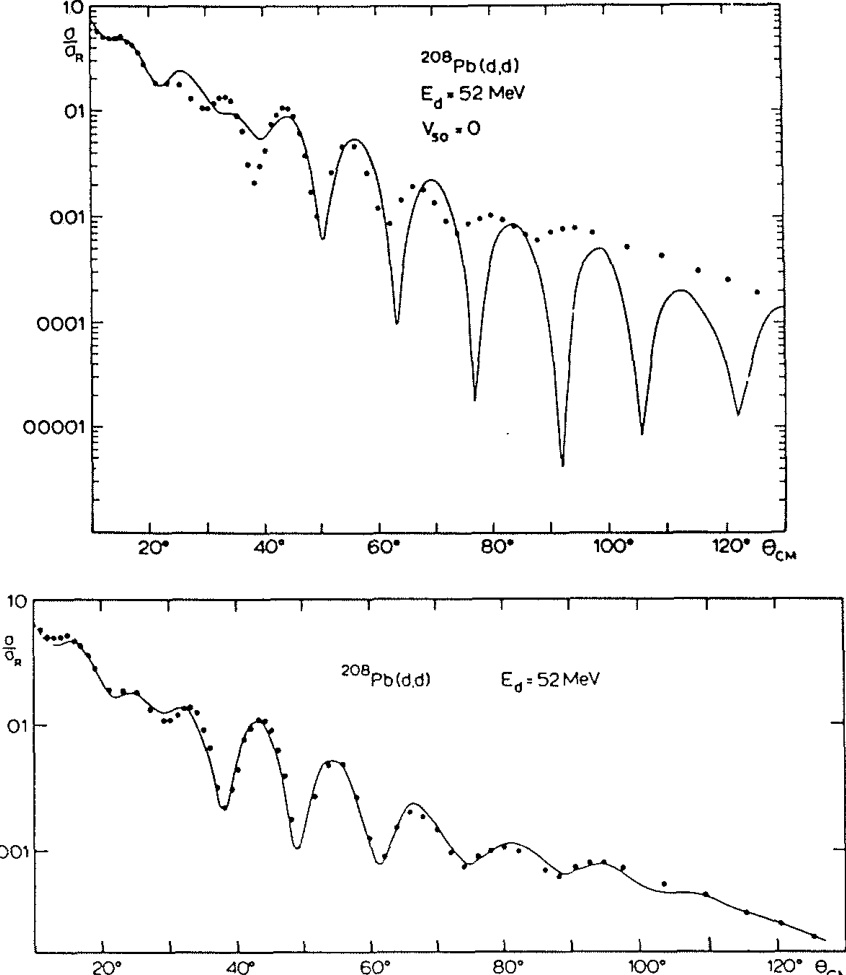 10
σ/σR
²⁰⁸Pb(d,d)
Ed = 52 MeV
Vso = 0
01
001
0001
00001
20° 40° 60° 80° 100° 120° ΘCM
10
σ/σR
²⁰⁸Pb(d,d) Ed = 52 MeV
01
001
20° 40° 60° 80° 100° 120° ΘCM